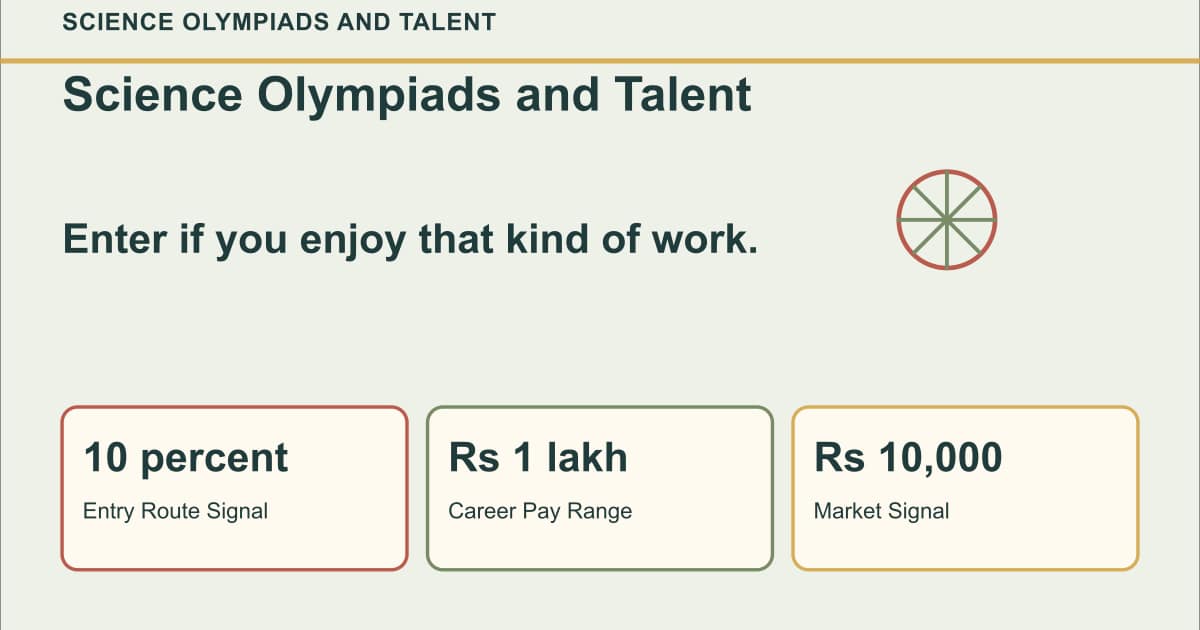 SCIENCE OLYMPIADS AND TALENT
Science Olympiads and Talent
Enter if you enjoy that kind of work.
10 percent
Entry Route Signal
Rs 1 lakh
Career Pay Range
Rs 10,000
Market Signal